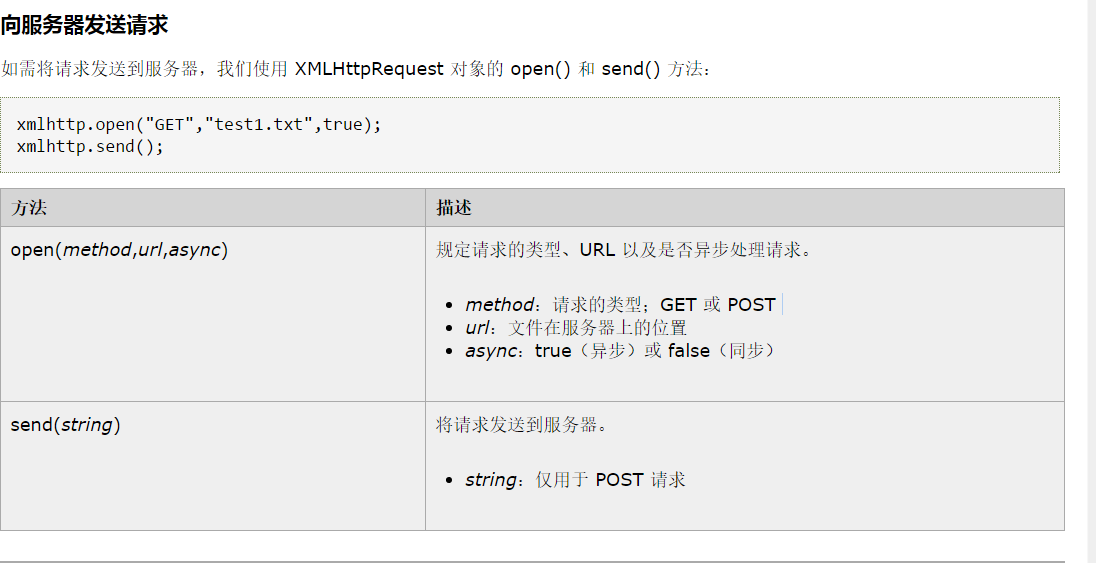 向服务器发送请求
如需将请求发送到服务器，我们使用 XMLHttpRequest 对象的 open() 和 send() 方法：
xmlhttp.open("GET","test1.txt",true);
xmlhttp.send();
方法 描述
open(method,url,async) 规定请求的类型、URL 以及是否异步处理请求。
• method：请求的类型；GET 或 POST
• url：文件在服务器上的位置
• async：true（异步）或 false（同步）
send(string) 将请求发送到服务器。
• string：仅用于 POST 请求